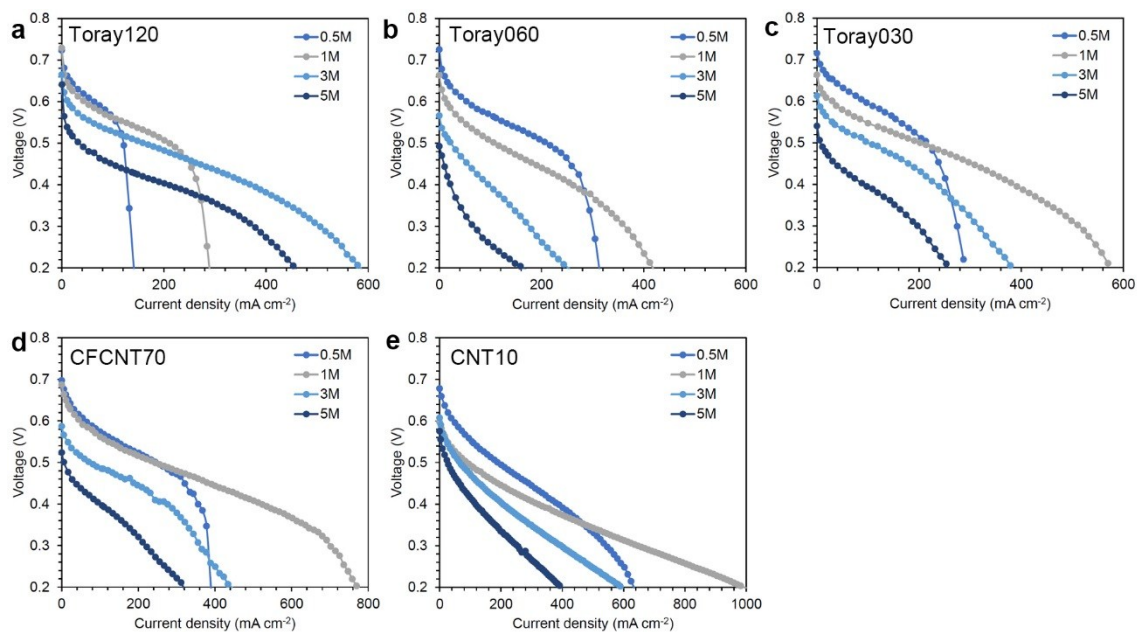 a
Toray120
0.5M
1M
3M
5M
Voltage (V)
0.8
0.7
0.6
0.5
0.4
0.3
0.2
0
200
400
600
Current density (mA cm-2)
b
Toray060
0.5M
1M
3M
5M
Voltage (V)
0.8
0.7
0.6
0.5
0.4
0.3
0.2
0
200
400
600
Current density (mA cm-2)
c
Toray030
0.5M
1M
3M
5M
Voltage (V)
0.8
0.7
0.6
0.5
0.4
0.3
0.2
0
200
400
600
Current density (mA cm-2)
d
CFCNT70
0.5M
1M
3M
5M
Voltage (V)
0.8
0.7
0.6
0.5
0.4
0.3
0.2
0
200
400
600
800
Current density (mA cm-2)
e
CNT10
0.5M
1M
3M
5M
Voltage (V)
0.8
0.7
0.6
0.5
0.4
0.3
0.2
0
200
400
600
800
1000
Current density (mA cm-2)